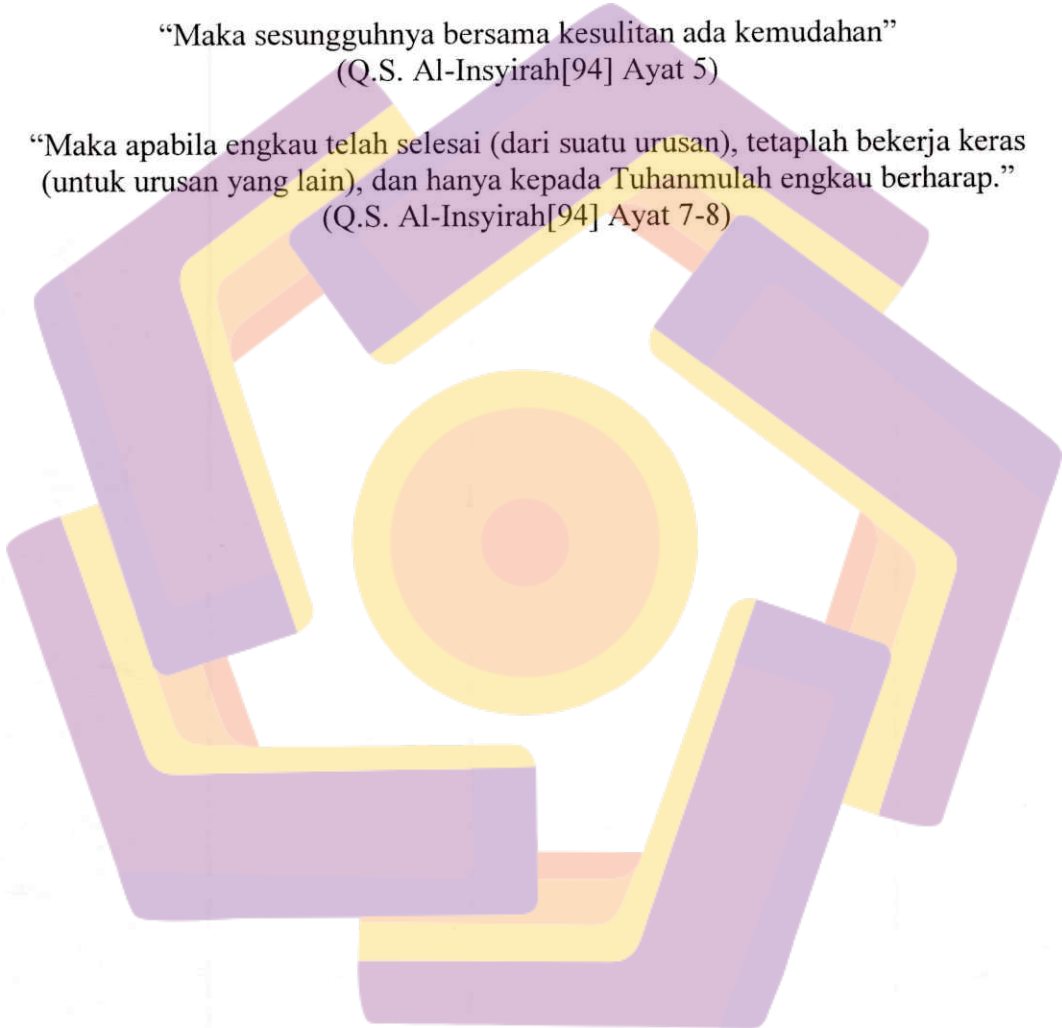 “Maka sesungguhnya bersama kesulitan ada kemudahan”
(Q.S. Al-Insyirah[94] Ayat 5)
“Maka apabila engkau telah selesai (dari suatu urusan), tetaplah bekerja keras
(untuk urusan yang lain), dan hanya kepada Tuhanmulah engkau berharap.”
(Q.S. Al-Insyirah[94] Ayat 7-8)